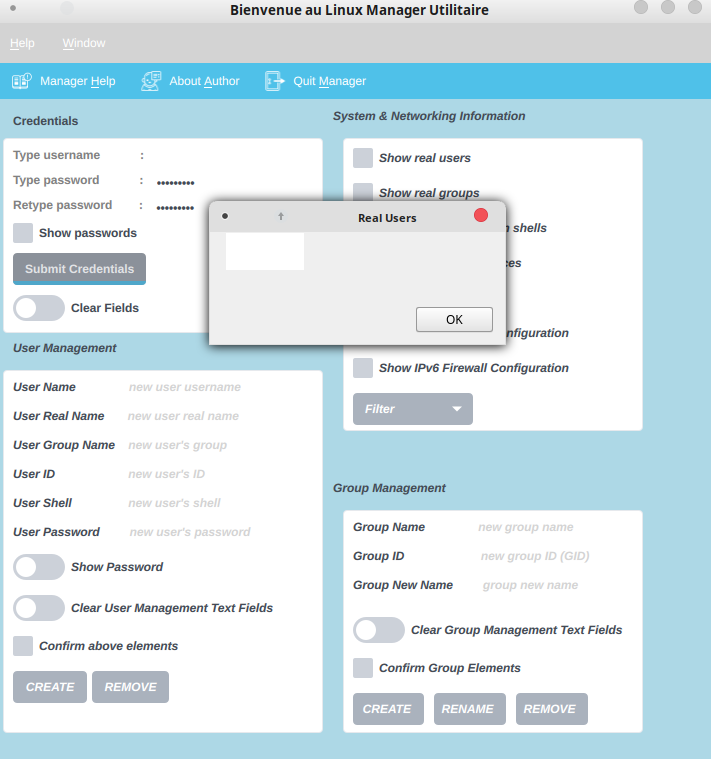 Bienvenue au Linux Manager Utilitaire
Help Window
Manager Help About Author Quit Manager
Credentials
Type username :
Type password : •••••••••
Retype password : •••••••••
Show passwords
Submit Credentials
Clear Fields
System & Networking Information
Show real users
Show real groups
shells
Real Users
OK
Show IPv6 Firewall Configuration
Filter
User Management
User Name new user username
User Real Name new user real name
User Group Name new user's group
User ID new user's ID
User Shell new user's shell
User Password new user's password
Show Password
Clear User Management Text Fields
Confirm above elements
CREATE REMOVE
Group Management
Group Name new group name
Group ID new group ID (GID)
Group New Name group new name
Clear Group Management Text Fields
Confirm Group Elements
CREATE RENAME REMOVE